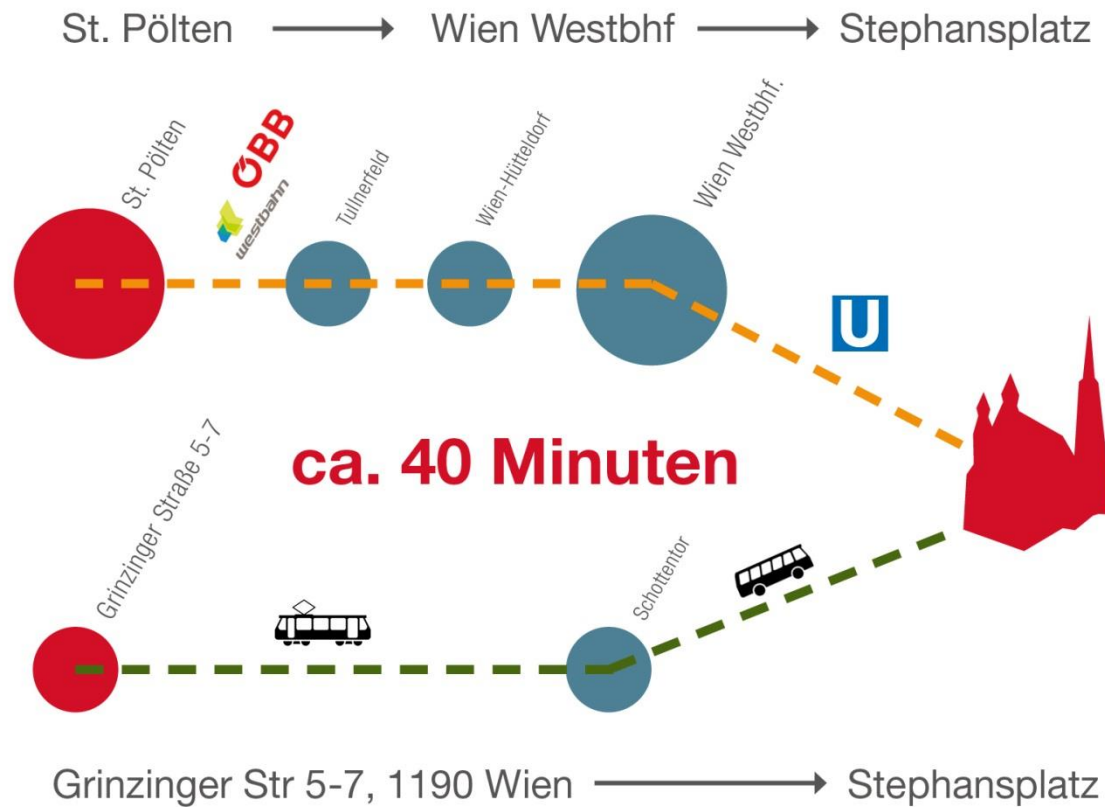 St. Pölten Wien Westbhf Stephansplatz
St. Pölten
ÖBB
westbahn
Tullnerfeld
Wien-Hütteldorf
Wien Westbhf.
U
ca. 40 Minuten
Grinzinger Straße 5-7
Schottentor
Grinzinger Str 5-7, 1190 Wien Stephansplatz